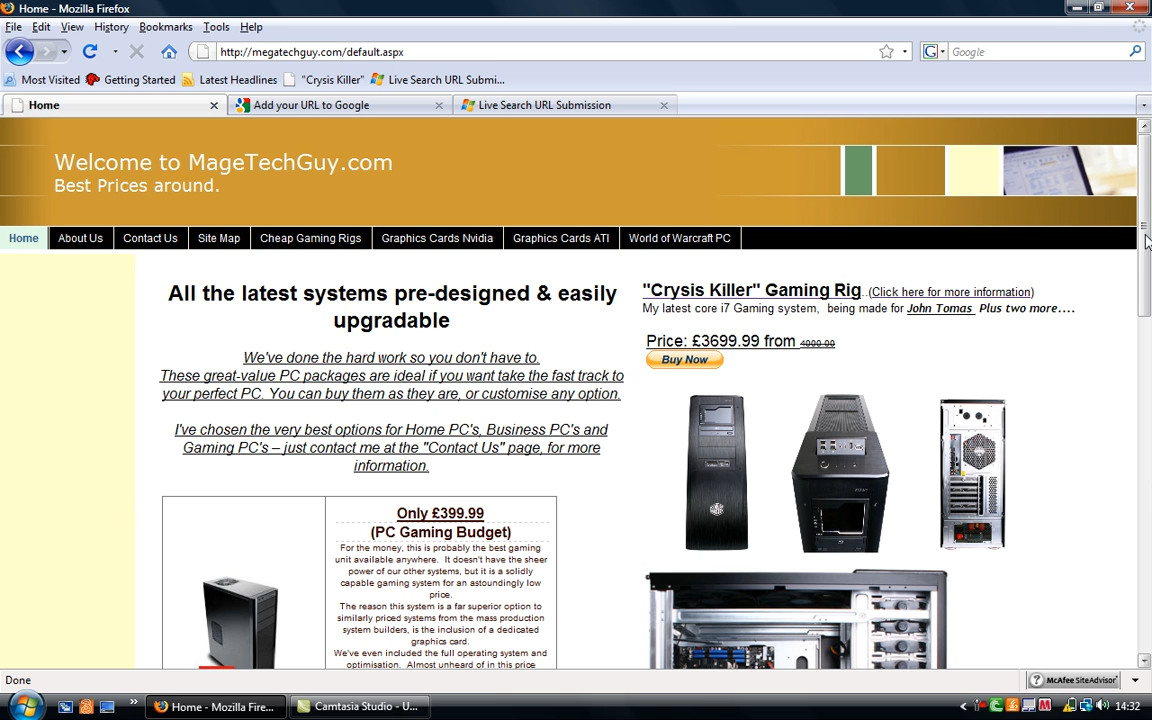 Home - Mozilla Firefox
File Edit View History Bookmarks Tools Help
http://megatechguy.com/default.aspx
Google
Most Visited Getting Started Latest Headlines "Crysis Killer" Live Search URL Submi...
Home Add your URL to Google Live Search URL Submission
Welcome to MageTechGuy.com
Best Prices around.
Home About Us Contact Us Site Map Cheap Gaming Rigs Graphics Cards Nvidia Graphics Cards ATI World of Warcraft PC
All the latest systems pre-designed & easily
upgradable
We've done the hard work so you don't have to.
These great-value PC packages are ideal if you want take the fast track to
your perfect PC. You can buy them as they are, or customise any option.
I've chosen the very best options for Home PC's, Business PC's and
Gaming PC's – just contact me at the "Contact Us" page, for more
information.
Only £399.99
(PC Gaming Budget)
For the money, this is probably the best gaming
unit available anywhere. It doesn't have the sheer
power of our other systems, but it is a solidly
capable gaming system for an astoundingly low
price.
The reason this system is a far superior option to
similarly priced systems from the mass production
system builders, is the inclusion of a dedicated
graphics card.
We've even included the full operating system and
optimisation. Almost unheard of in this price
"Crysis Killer" Gaming Rig..(Click here for more information)
My latest core i7 Gaming system, being made for John Tomas Plus two more....
Price: £3699.99 from 4999.99
Buy Now
Done
McAfee SiteAdvisor
Home - Mozilla Fire... Camtasia Studio - U... 14:32